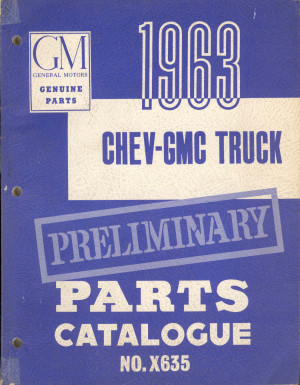 GM
GENERAL MOTORS
GENUINE
PARTS
1963
CHEV-GMC TRUCK
PRELIMINARY
PARTS
CATALOGUE
NO. X635